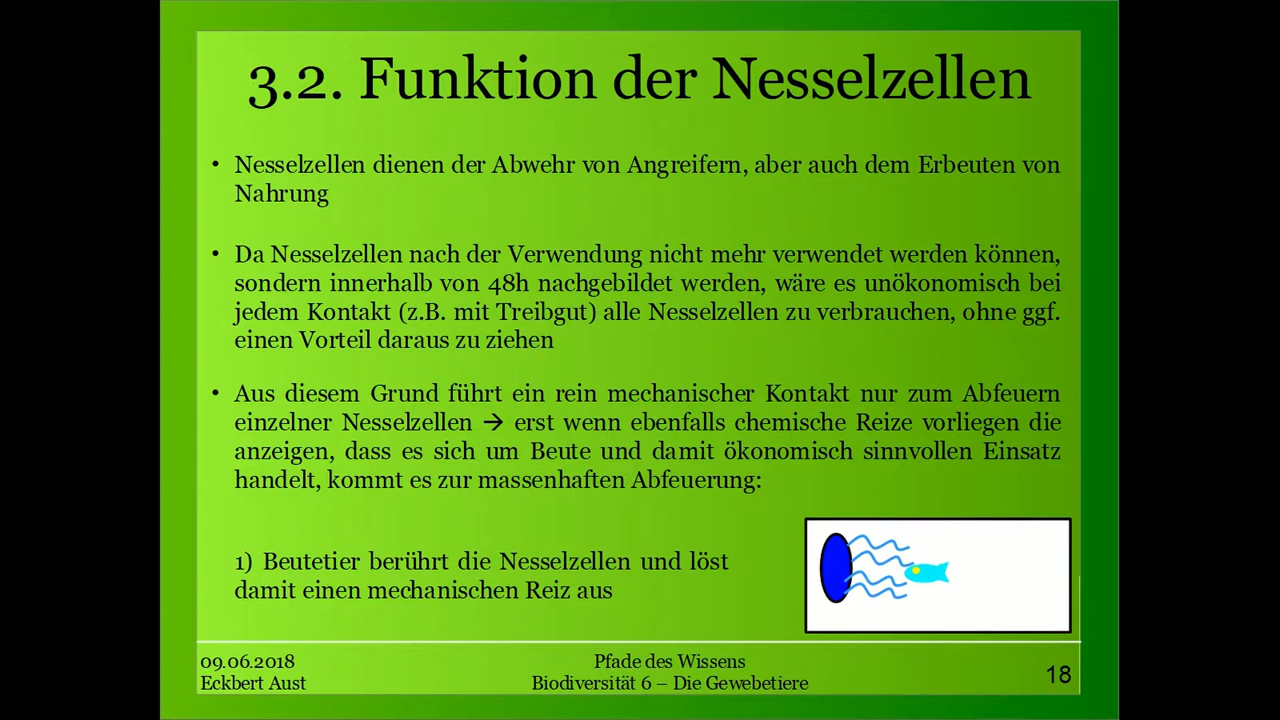 3.2. Funktion der Nesselzellen
• Nesselzellen dienen der Abwehr von Angreifern, aber auch dem Erbeuten von
Nahrung
• Da Nesselzellen nach der Verwendung nicht mehr verwendet werden können,
sondern innerhalb von 48h nachgebildet werden, wäre es unökonomisch bei
jedem Kontakt (z.B. mit Treibgut) alle Nesselzellen zu verbrauchen, ohne ggf.
einen Vorteil daraus zu ziehen
• Aus diesem Grund führt ein rein mechanischer Kontakt nur zum Abfeuern
einzelner Nesselzellen → erst wenn ebenfalls chemische Reize vorliegen die
anzeigen, dass es sich um Beute und damit ökonomisch sinnvollen Einsatz
handelt, kommt es zur massenhaften Abfeuerung:
1) Beutetier berührt die Nesselzellen und löst
damit einen mechanischen Reiz aus
09.06.2018
Eckbert Aust
Pfade des Wissens
Biodiversität 6 – Die Gewebetiere
18